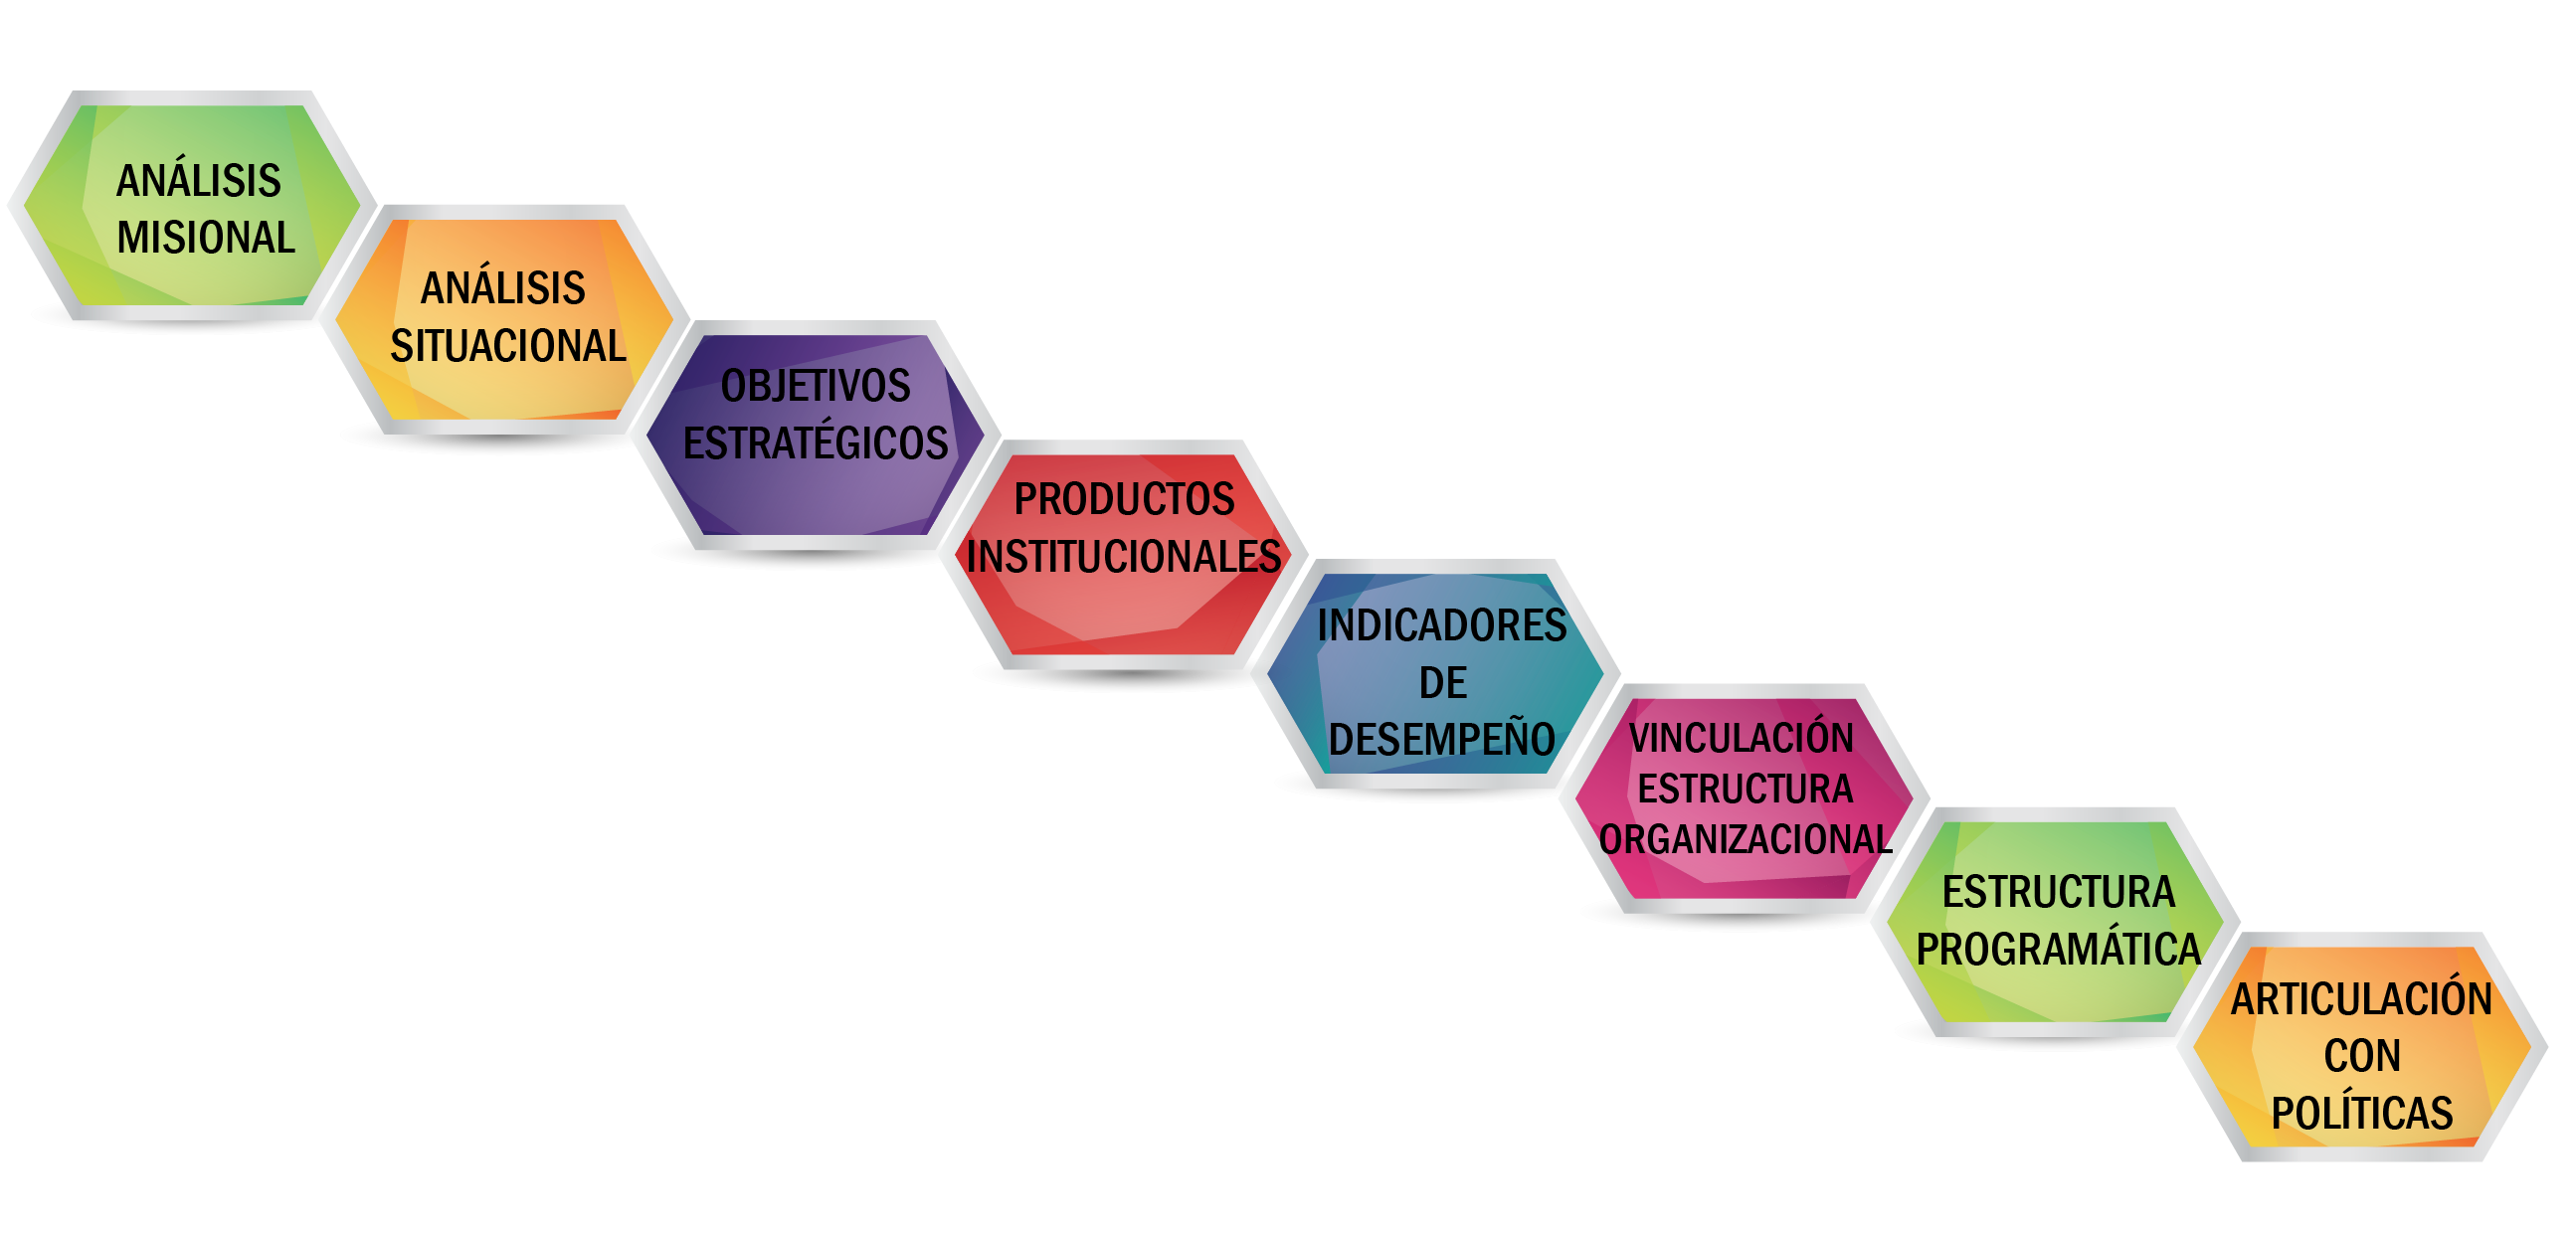 ANÁLISIS
MISIONAL
ANÁLISIS
SITUACIONAL
OBJETIVOS
ESTRATÉGICOS
PRODUCTOS
INSTITUCIONALES
INDICADORES
DE
DESEMPEÑO
VINCULACIÓN
ESTRUCTURA
ORGANIZACIONAL
ESTRUCTURA
PROGRAMÁTICA
ARTICULACIÓN
CON
POLÍTICAS